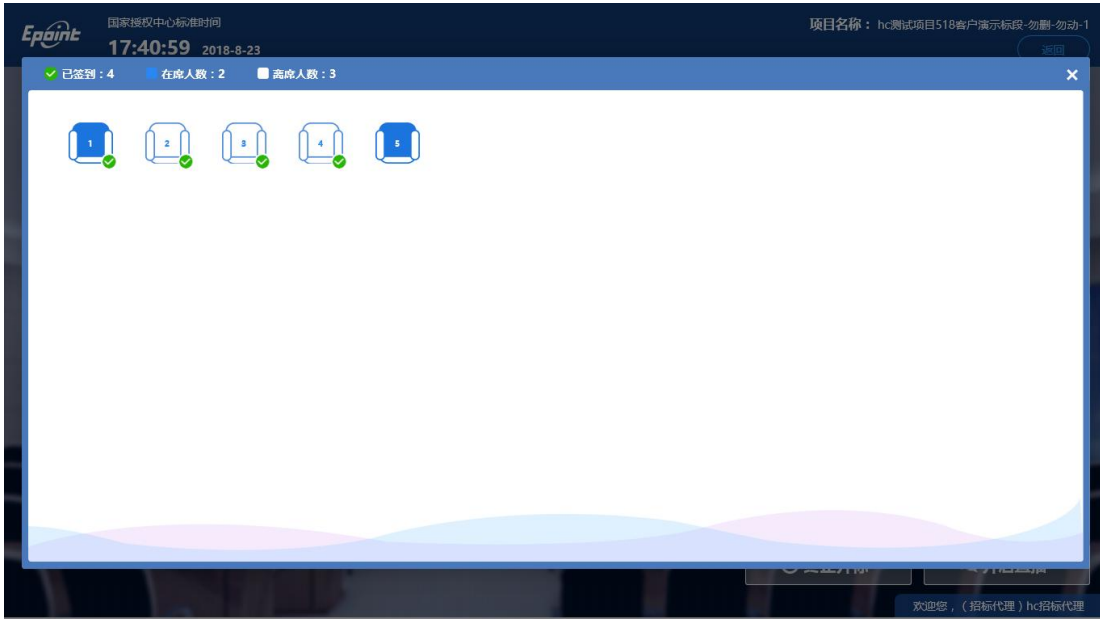 Epoint
国家授权中心标准时间
17:40:59 2018-8-23
项目名称：hc测试项目518客户演示标段-勿删-勿动-1
返回
已签到：4 在席人数：2 离席人数：3
1 2 3 4 5
欢迎您，（招标代理）hc招标代理